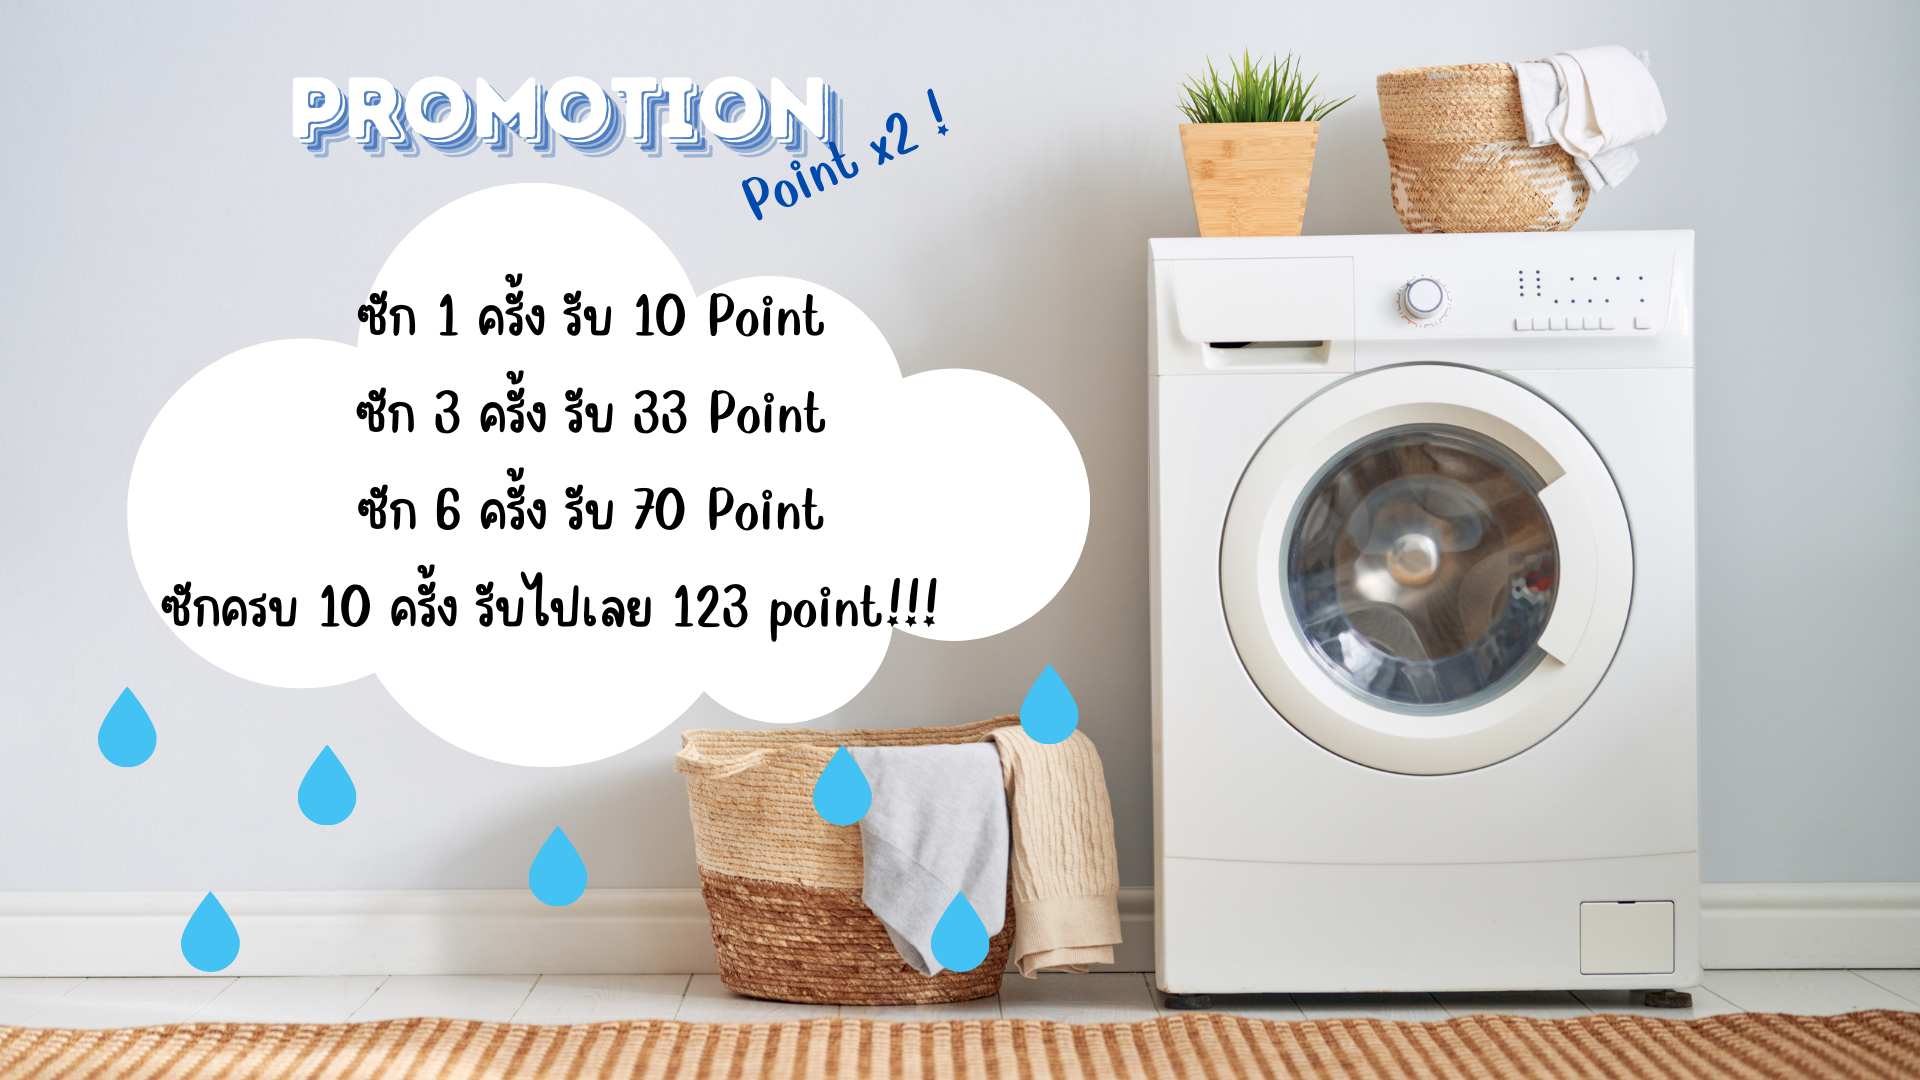 PROMOTION
Point x2 !
ซัก 1 ครั้ง รับ 10 Point
ซัก 3 ครั้ง รับ 33 Point
ซัก 6 ครั้ง รับ 70 Point
ซักครบ 10 ครั้ง รับไปเลย 123 point!!!